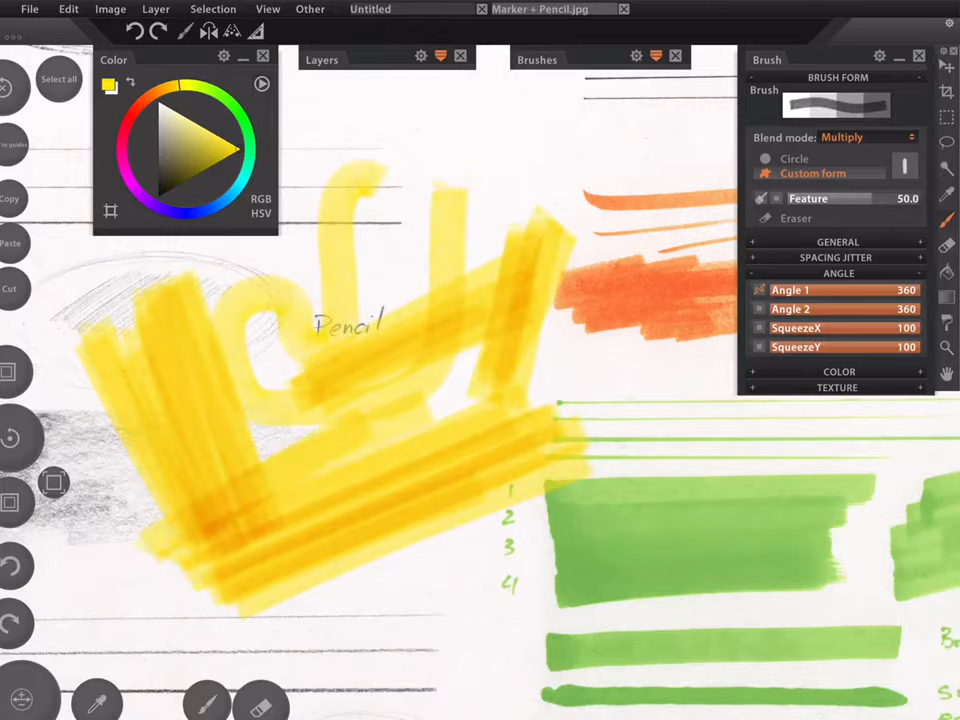 File Edit Image Layer Selection View Other Untitled Marker + Pencil.jpg
Select all
to guides
Copy
Paste
Cut
Color
RGB
HSV
Layers
Brushes
Brush
BRUSH FORM
Brush
Blend mode: Multiply
Circle
Custom form
Feature 50.0
Eraser
GENERAL
SPACING JITTER
ANGLE
Angle 1 360
Angle 2 360
SqueezeX 100
SqueezeY 100
COLOR
TEXTURE
Pencil
1
2
3
4